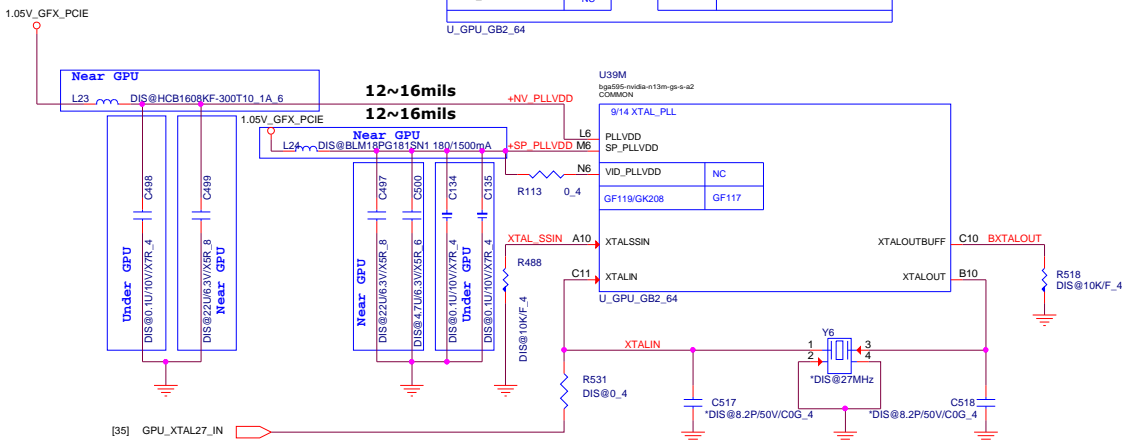 1.05V_GFX_PCIE
U_GPU_GB2_64
Near GPU
L23 DIS@HCB1608KF-300T10_1A_6
12~16mils
+NV_PLLVDD
12~16mils
1.05V_GFX_PCIE
Near GPU
L24 DIS@BLM18PG181SN1 180/1500mA
+SP_PLLVDD
U39M
bga595-nvidia-n13m-gs-s-a2
COMMON
9/14 XTAL_PLL
L6 PLLVDD
M6 SP_PLLVDD
N6 VID_PLLVDD
NC
GF119/GK208 GF117
R113 0_4
C498
C499
C497
C500
C134
C135
Under GPU
DIS@0.1U/10V/X7R_4
DIS@22U/6.3V/X5R_8
Near GPU
Near GPU
DIS@22U/6.3V/X5R_8
DIS@4.7U/6.3V/X5R_6
DIS@0.1U/10V/X7R_4
Under GPU
DIS@0.1U/10V/X7R_4
XTAL_SSIN A10 XTALSSIN
XTALOUTBUFF C10 BXTALOUT
R488
DIS@10K/F_4
C11 XTALIN
XTALOUT B10
R518
DIS@10K/F_4
U_GPU_GB2_64
XTALIN
Y6
1 3
2 4
*DIS@27MHz
R531
DIS@0_4
C517
*DIS@8.2P/50V/C0G_4
C518
*DIS@8.2P/50V/C0G_4
[35] GPU_XTAL27_IN